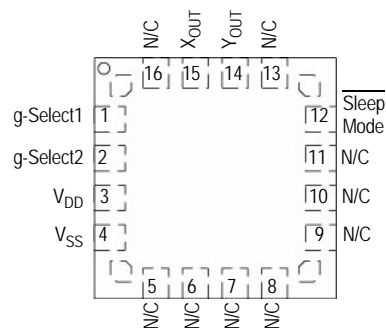 N/C
XOUT
YOUT
N/C
16
15
14
13
g-Select1
1
12
Sleep
Mode
g-Select2
2
11
N/C
VDD
3
10
N/C
VSS
4
9
N/C
5
6
7
8
N/C
N/C
N/C
N/C